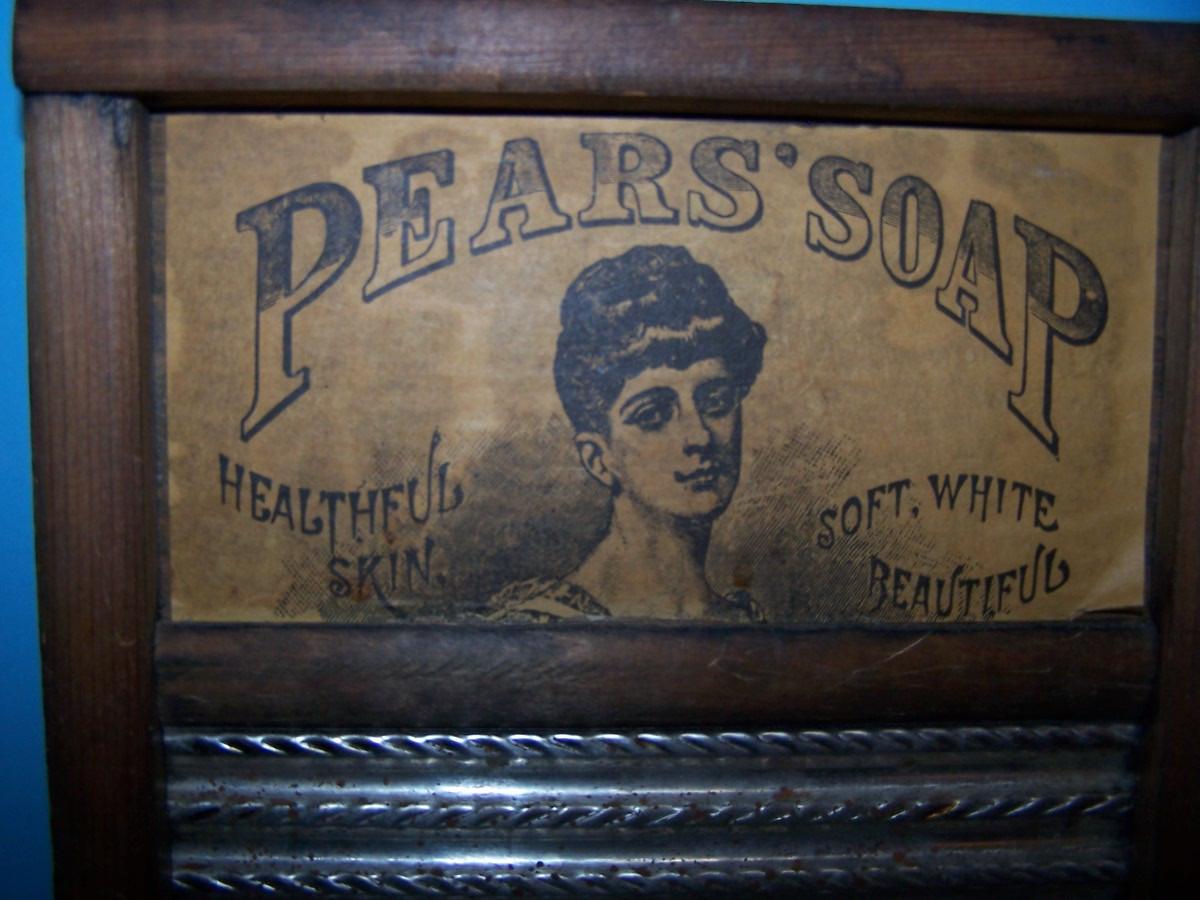 PEARS' SOAP
HEALTHFUL
SKIN.
SOFT, WHITE
BEAUTIFUL